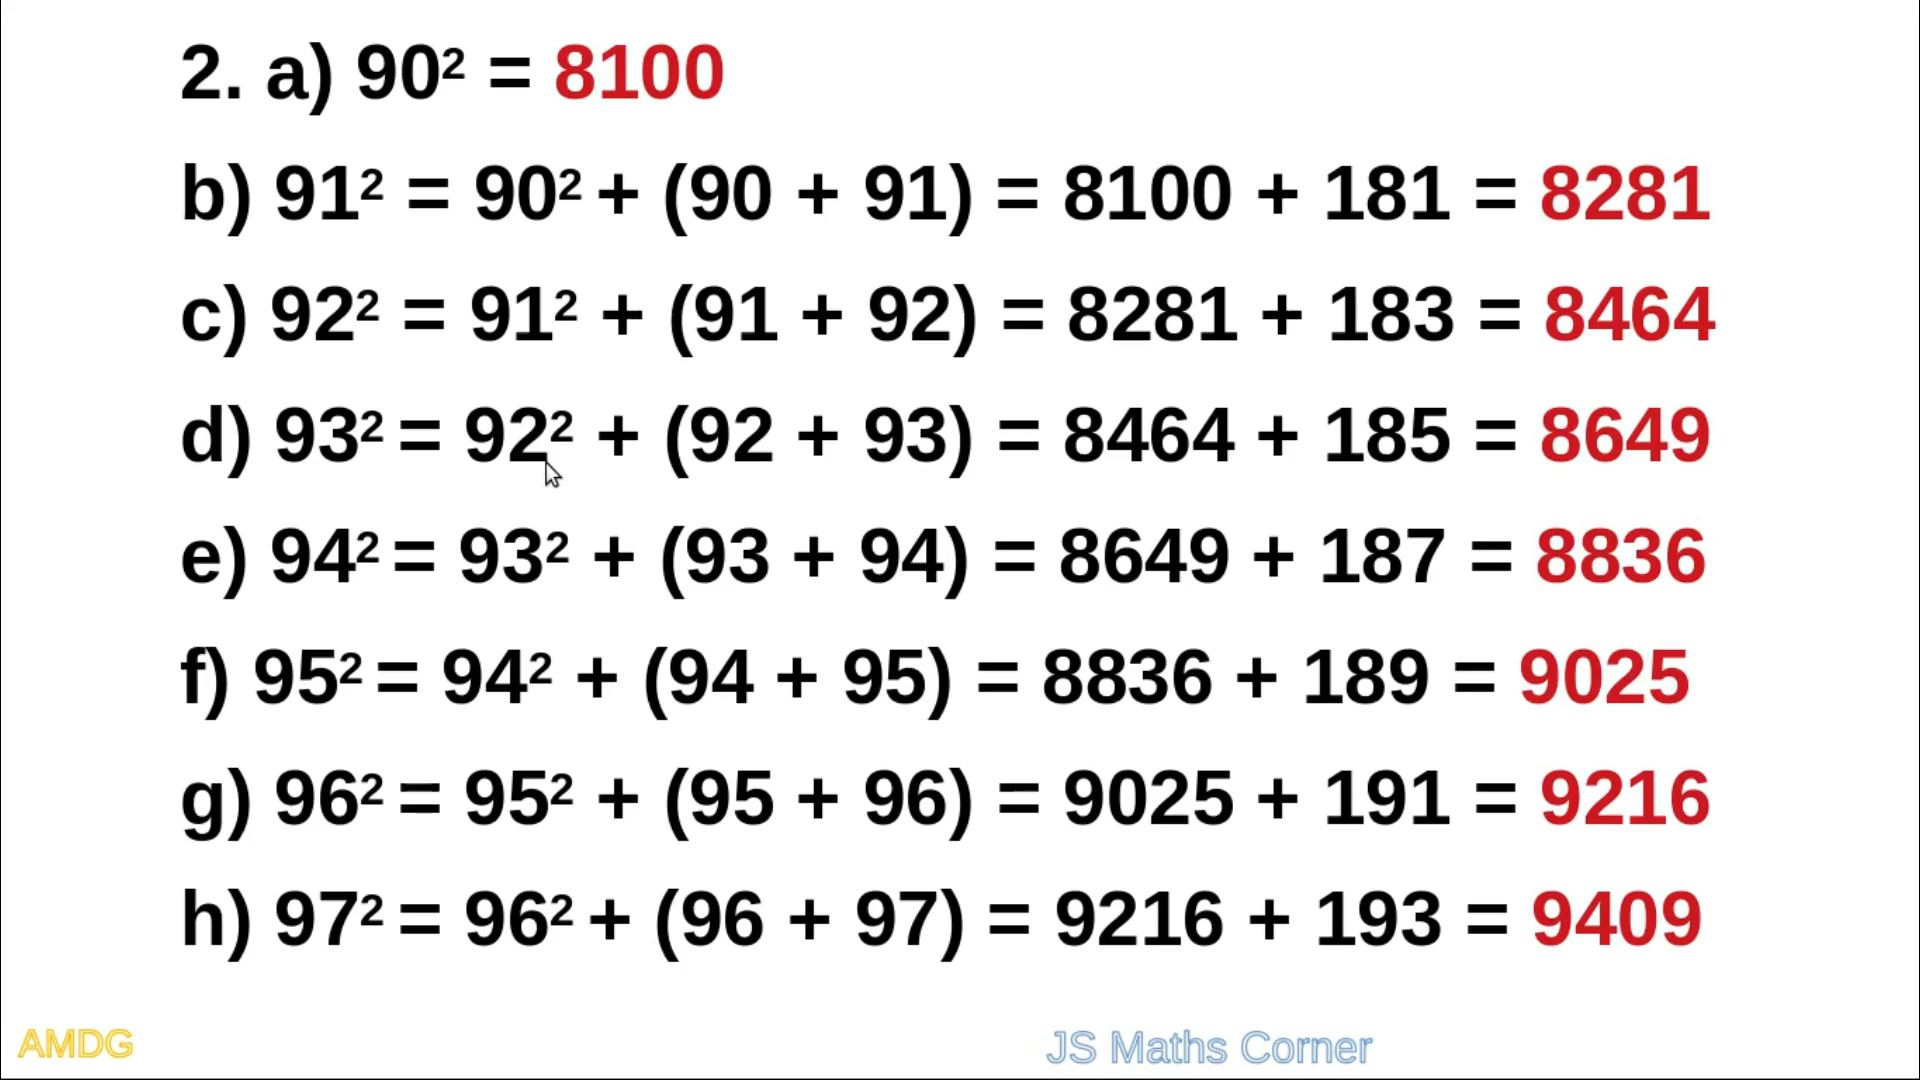 2. a) 90² = 8100
b) 91² = 90² + (90 + 91) = 8100 + 181 = 8281
c) 92² = 91² + (91 + 92) = 8281 + 183 = 8464
d) 93² = 92² + (92 + 93) = 8464 + 185 = 8649
e) 94² = 93² + (93 + 94) = 8649 + 187 = 8836
f) 95² = 94² + (94 + 95) = 8836 + 189 = 9025
g) 96² = 95² + (95 + 96) = 9025 + 191 = 9216
h) 97² = 96² + (96 + 97) = 9216 + 193 = 9409
AMDG
JS Maths Corner